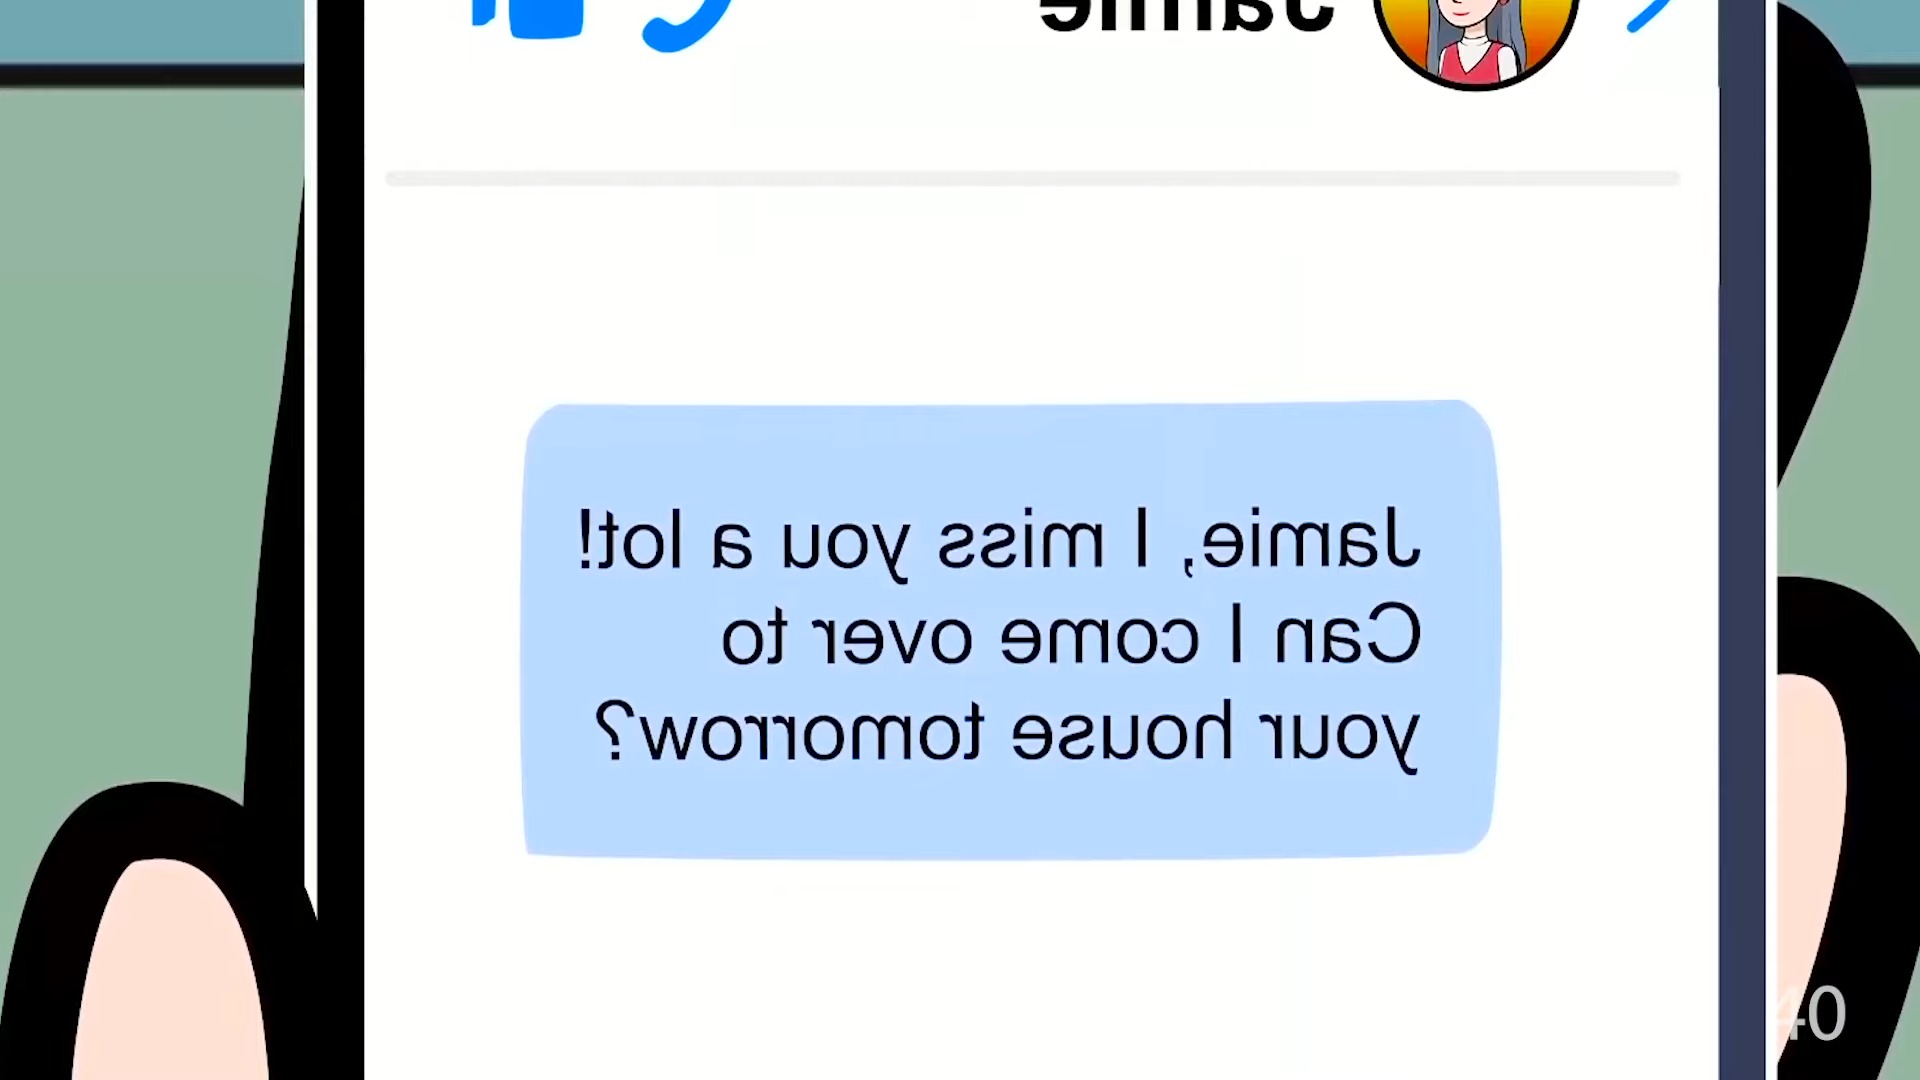 Jamie
Jamie, I miss you a lot!
Can I come over to
your house tomorrow?
40